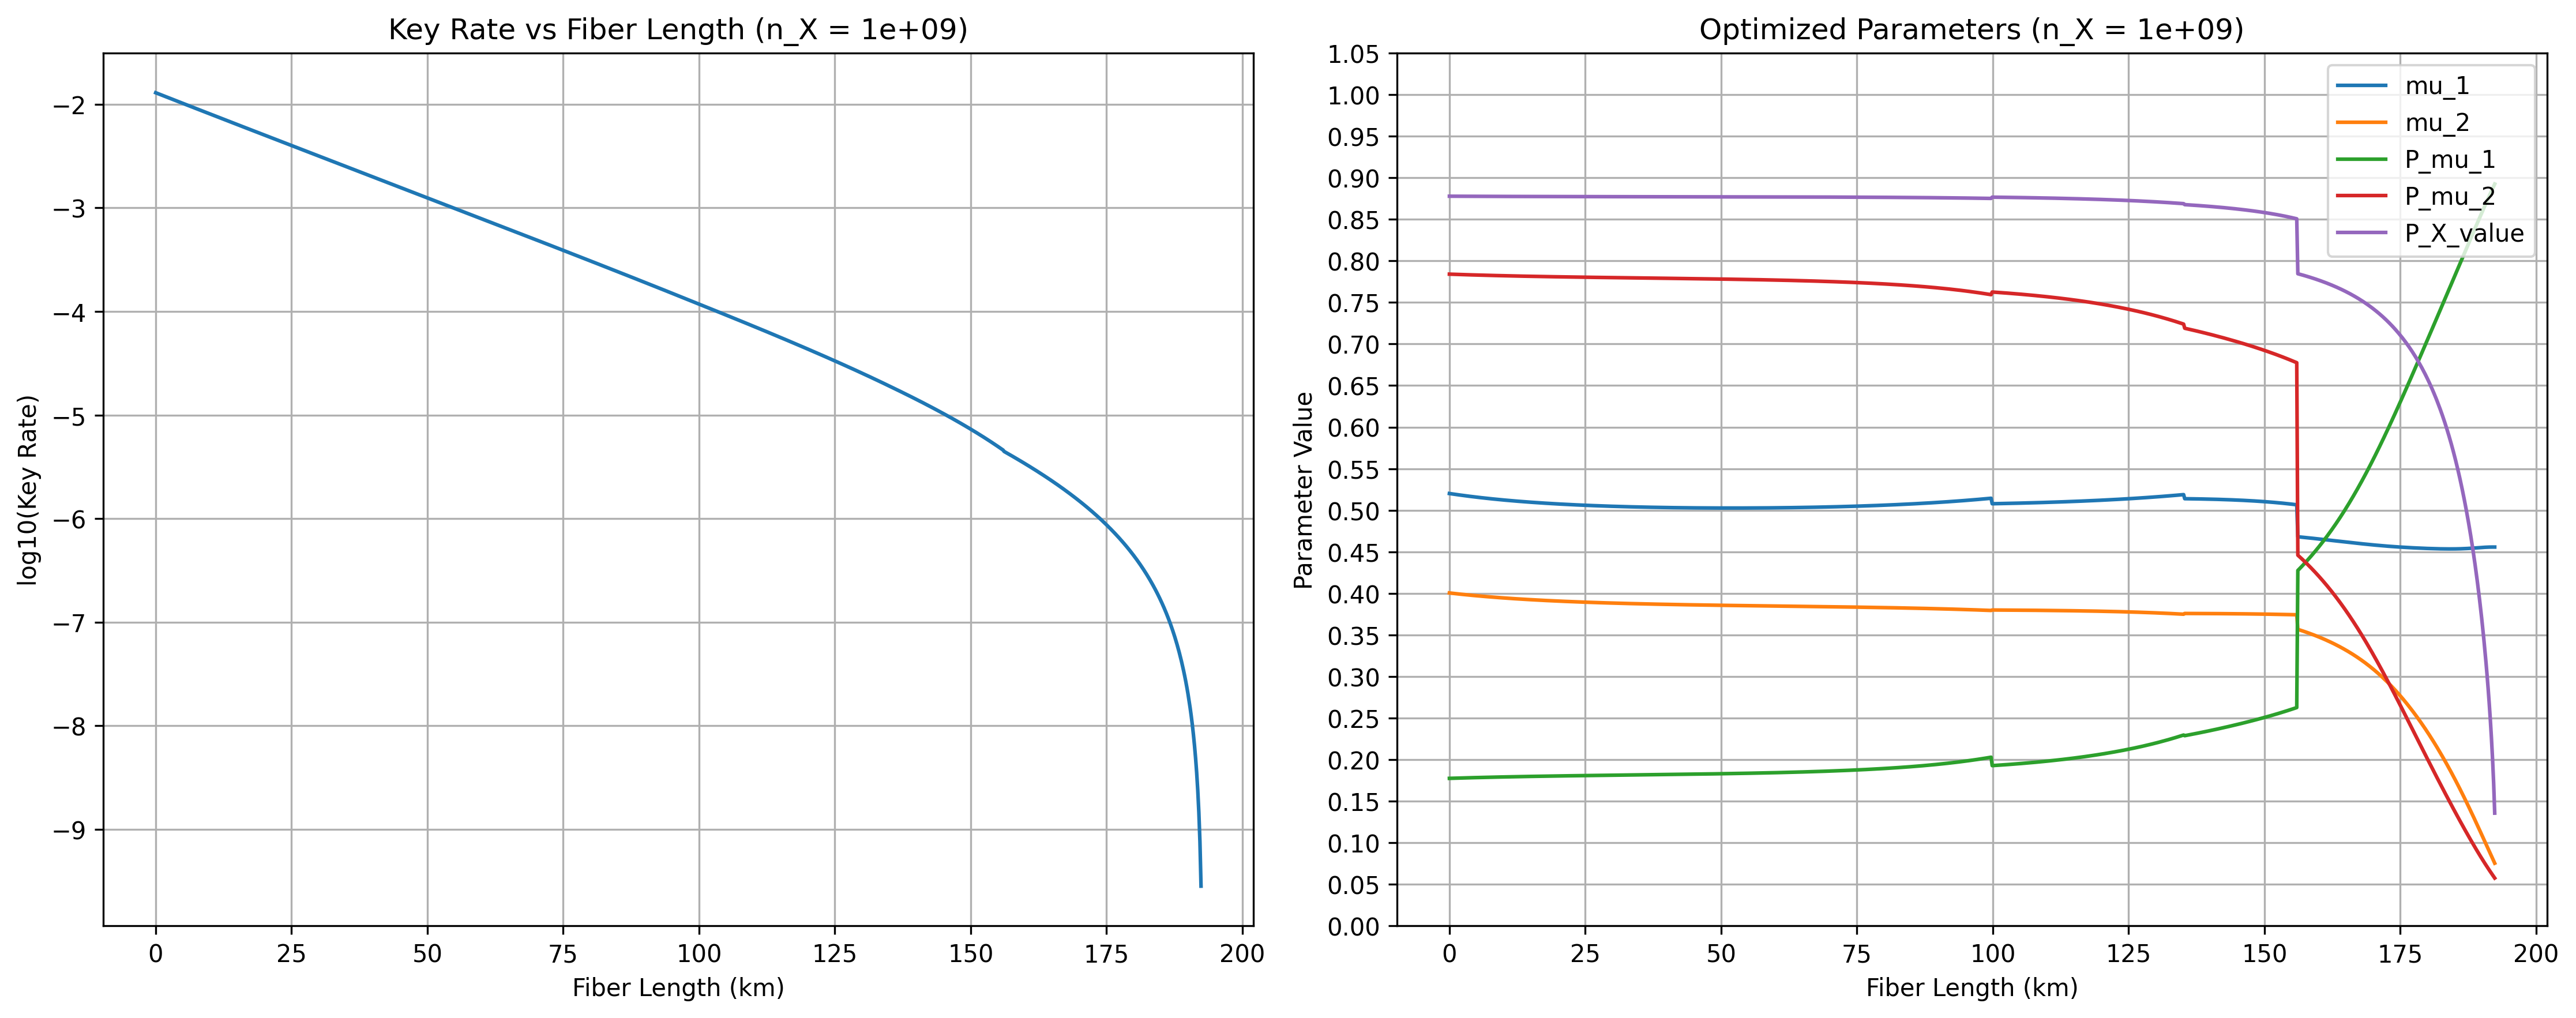 Key Rate vs Fiber Length (n_X = 1e+09)
log10(Key Rate)
−2
−3
−4
−5
−6
−7
−8
−9
0 25 50 75 100 125 150 175 200
Fiber Length (km)
Optimized Parameters (n_X = 1e+09)
Parameter Value
1.05
1.00
0.95
0.90
0.85
0.80
0.75
0.70
0.65
0.60
0.55
0.50
0.45
0.40
0.35
0.30
0.25
0.20
0.15
0.10
0.05
0.00
mu_1
mu_2
P_mu_1
P_mu_2
P_X_value
0 25 50 75 100 125 150 175 200
Fiber Length (km)